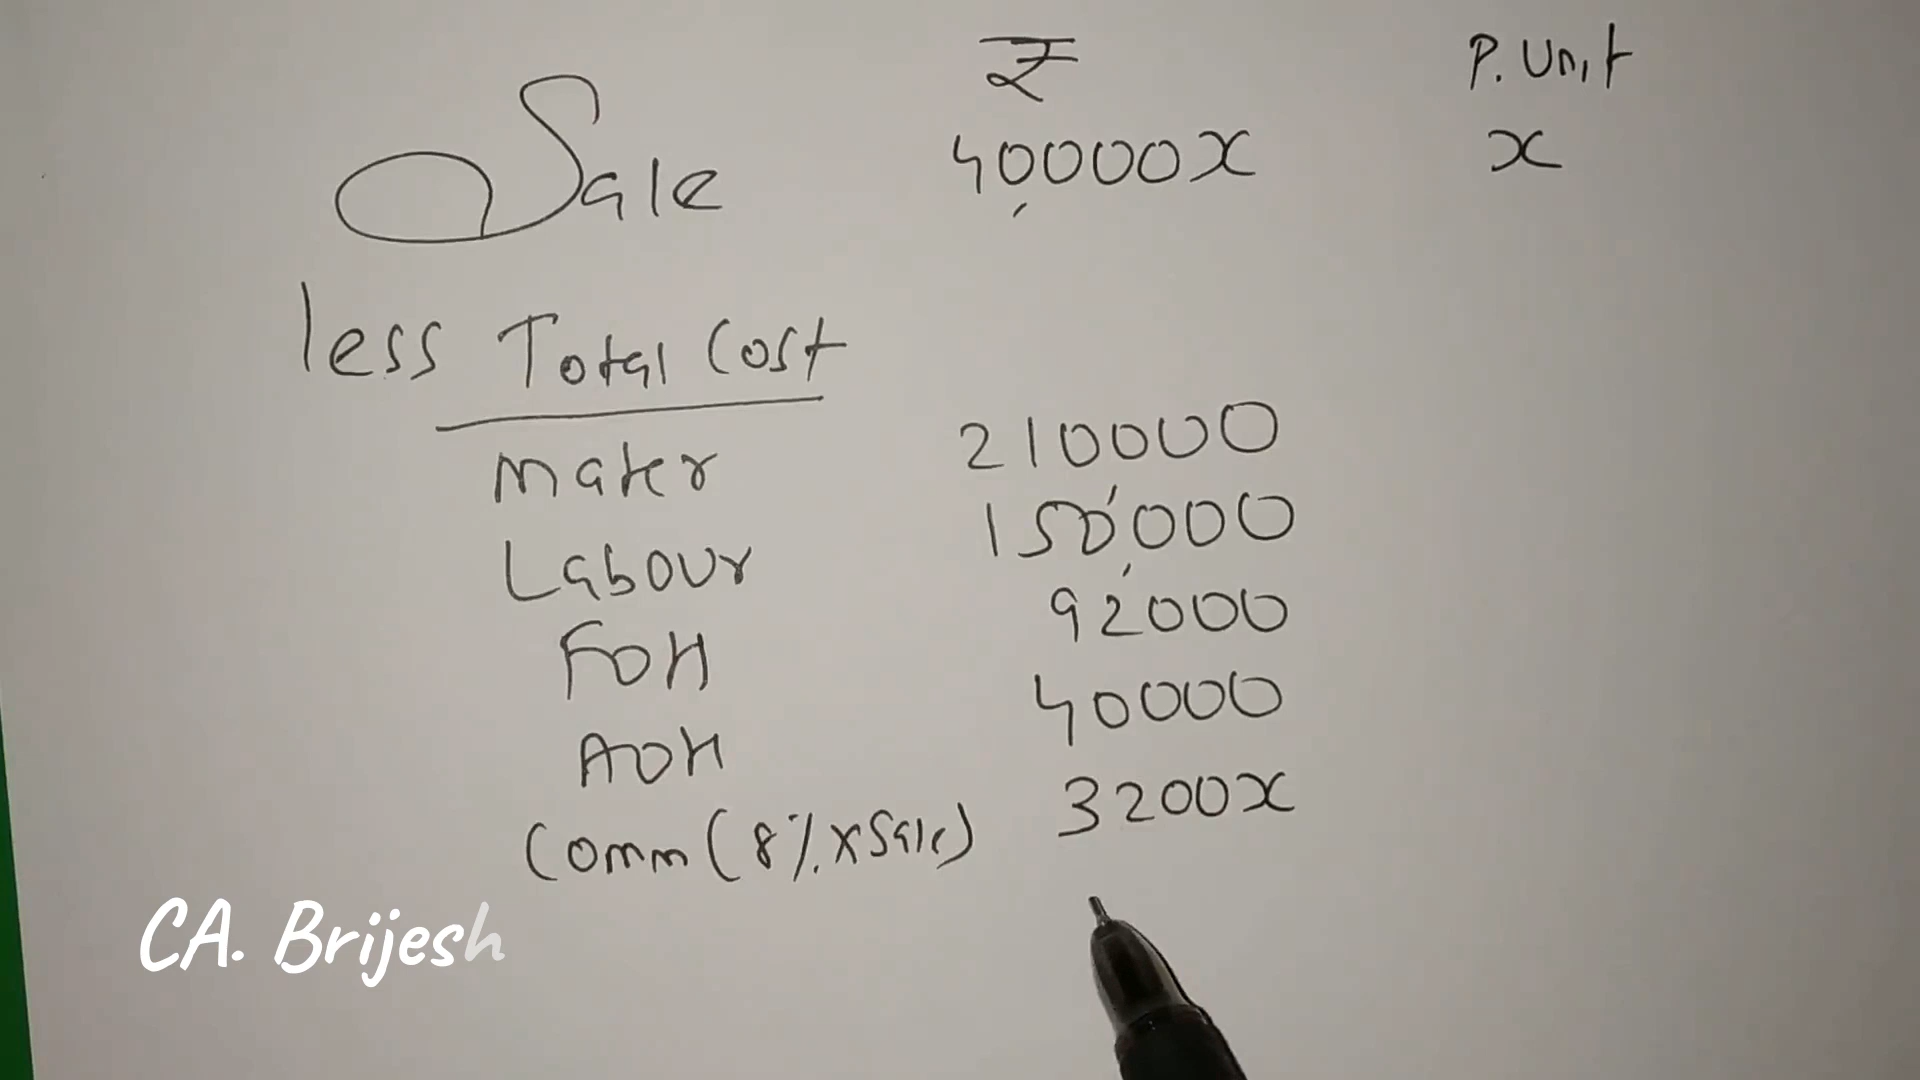 ₹ P. Unit
Sale 40000x x
less Total Cost
Mater 210000
Labour 150,000
FOH 92000
AOH 40000
Comm (8% x Sale) 3200x
CA. Brijesh